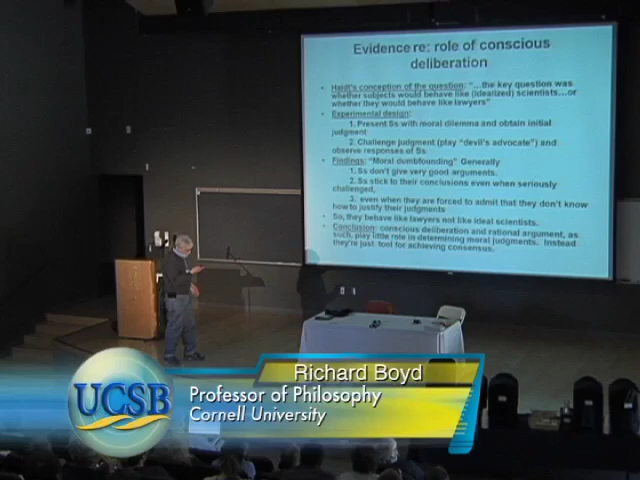 Evidence re: role of conscious
deliberation
• Haidt's conception of the question: "…the key question was
whether subjects would behave like (idealized) scientists…or
whether they would behave like lawyers"
• Experimental design:
1. Present Ss with moral dilemma and obtain initial
judgment
2. Challenge judgment (play "devil's advocate") and
observe responses of Ss
• Findings: "Moral dumbfounding" Generally
1. Ss don't give very good arguments.
2. Ss stick to their conclusions even when seriously
challenged,
3. even when they are forced to admit that they don't know
how to justify their judgments
• So, they behave like lawyers not like ideal scientists.
• Conclusion: conscious deliberation and rational argument, as
such, play little role in determining moral judgments. Instead
they're just tool for achieving consensus.
UCSB
Richard Boyd
Professor of Philosophy
Cornell University